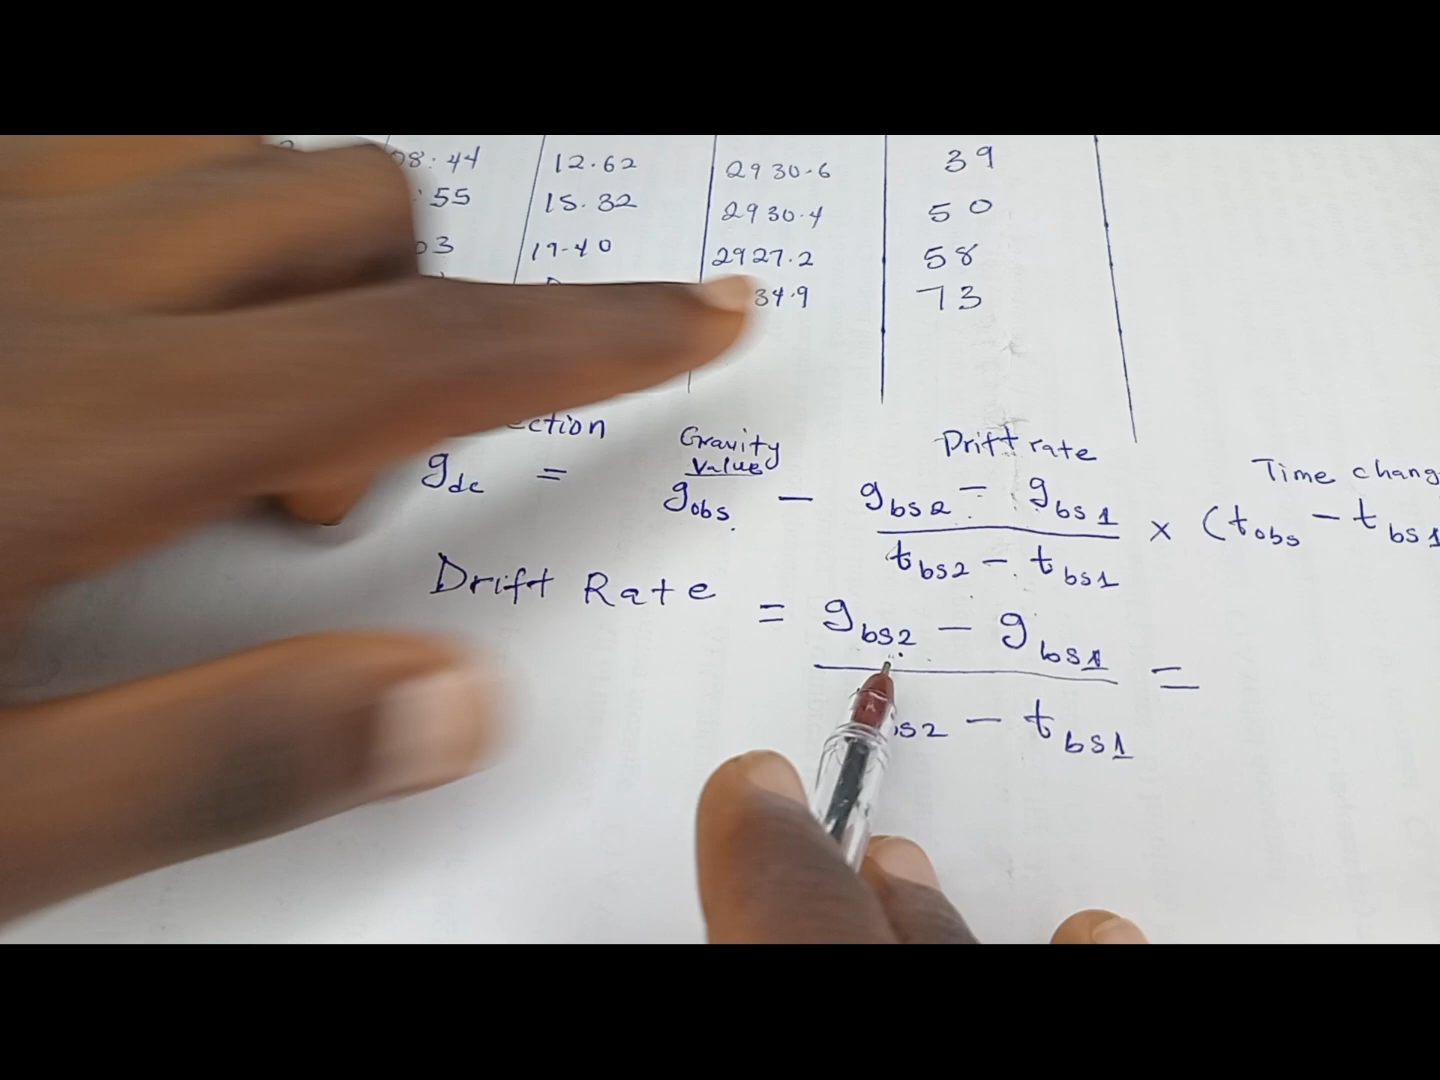 08:44 12.62 2930.6 39
:55 15.32 2930.4 50
03 17.40 2927.2 58
34.9 73
ction Gravity Drift rate Time chang
Value
gdc = gobs. - gbs2 - gbs1 × (tobs - tbs1
tbs2 - tbs1
Drift Rate = gbs2 - gbs1 =
s2 - tbs1